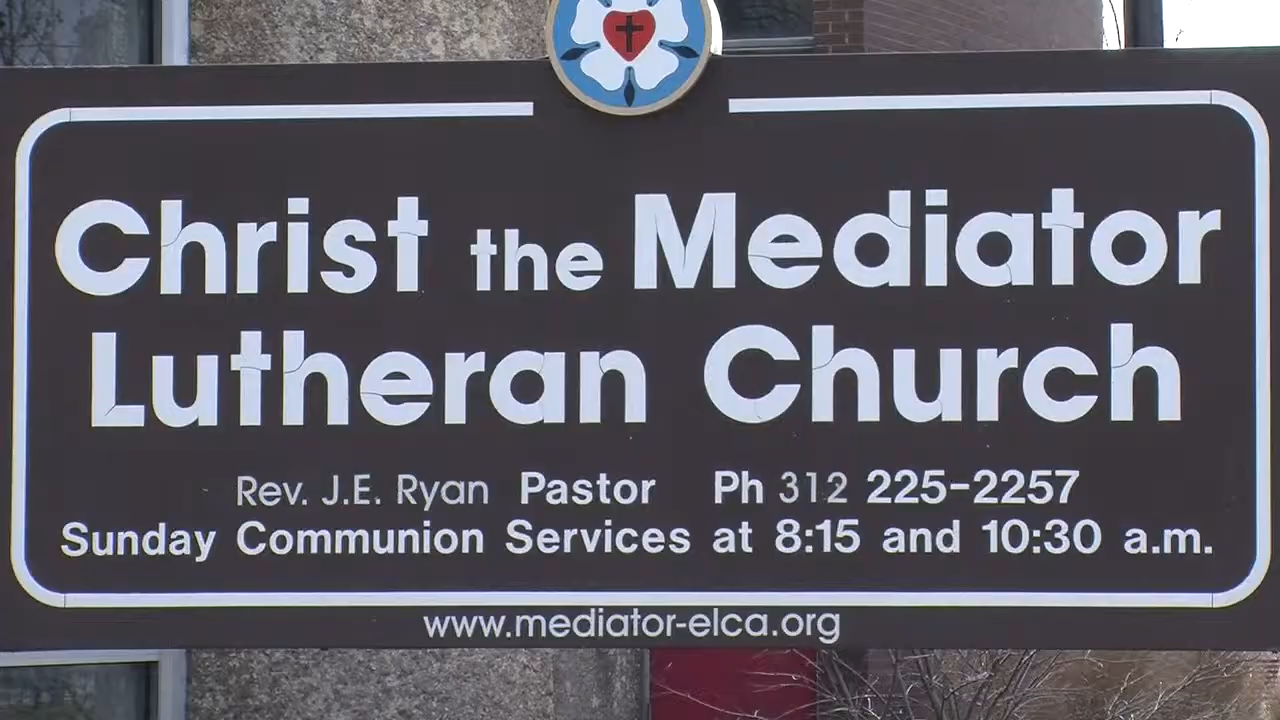 Christ the Mediator
Lutheran Church
Rev. J.E. Ryan Pastor Ph 312 225-2257
Sunday Communion Services at 8:15 and 10:30 a.m.
www.mediator-elca.org